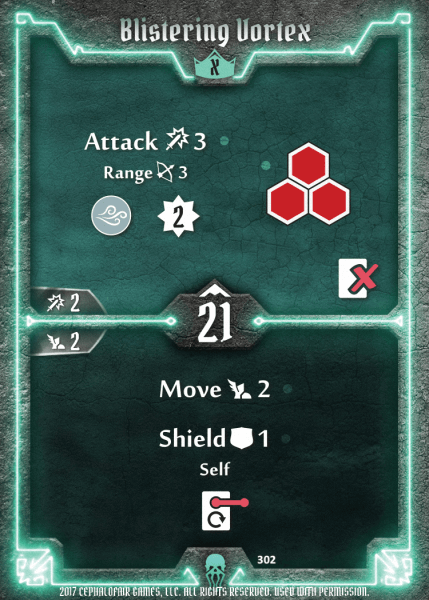 Blistering Vortex
X
Attack 3
Range 3
2
2
21
2
Move 2
Shield 1
Self
302
2017 CEPHALOFAIR GAMES, LLC. ALL RIGHTS RESERVED. USED WITH PERMISSION.